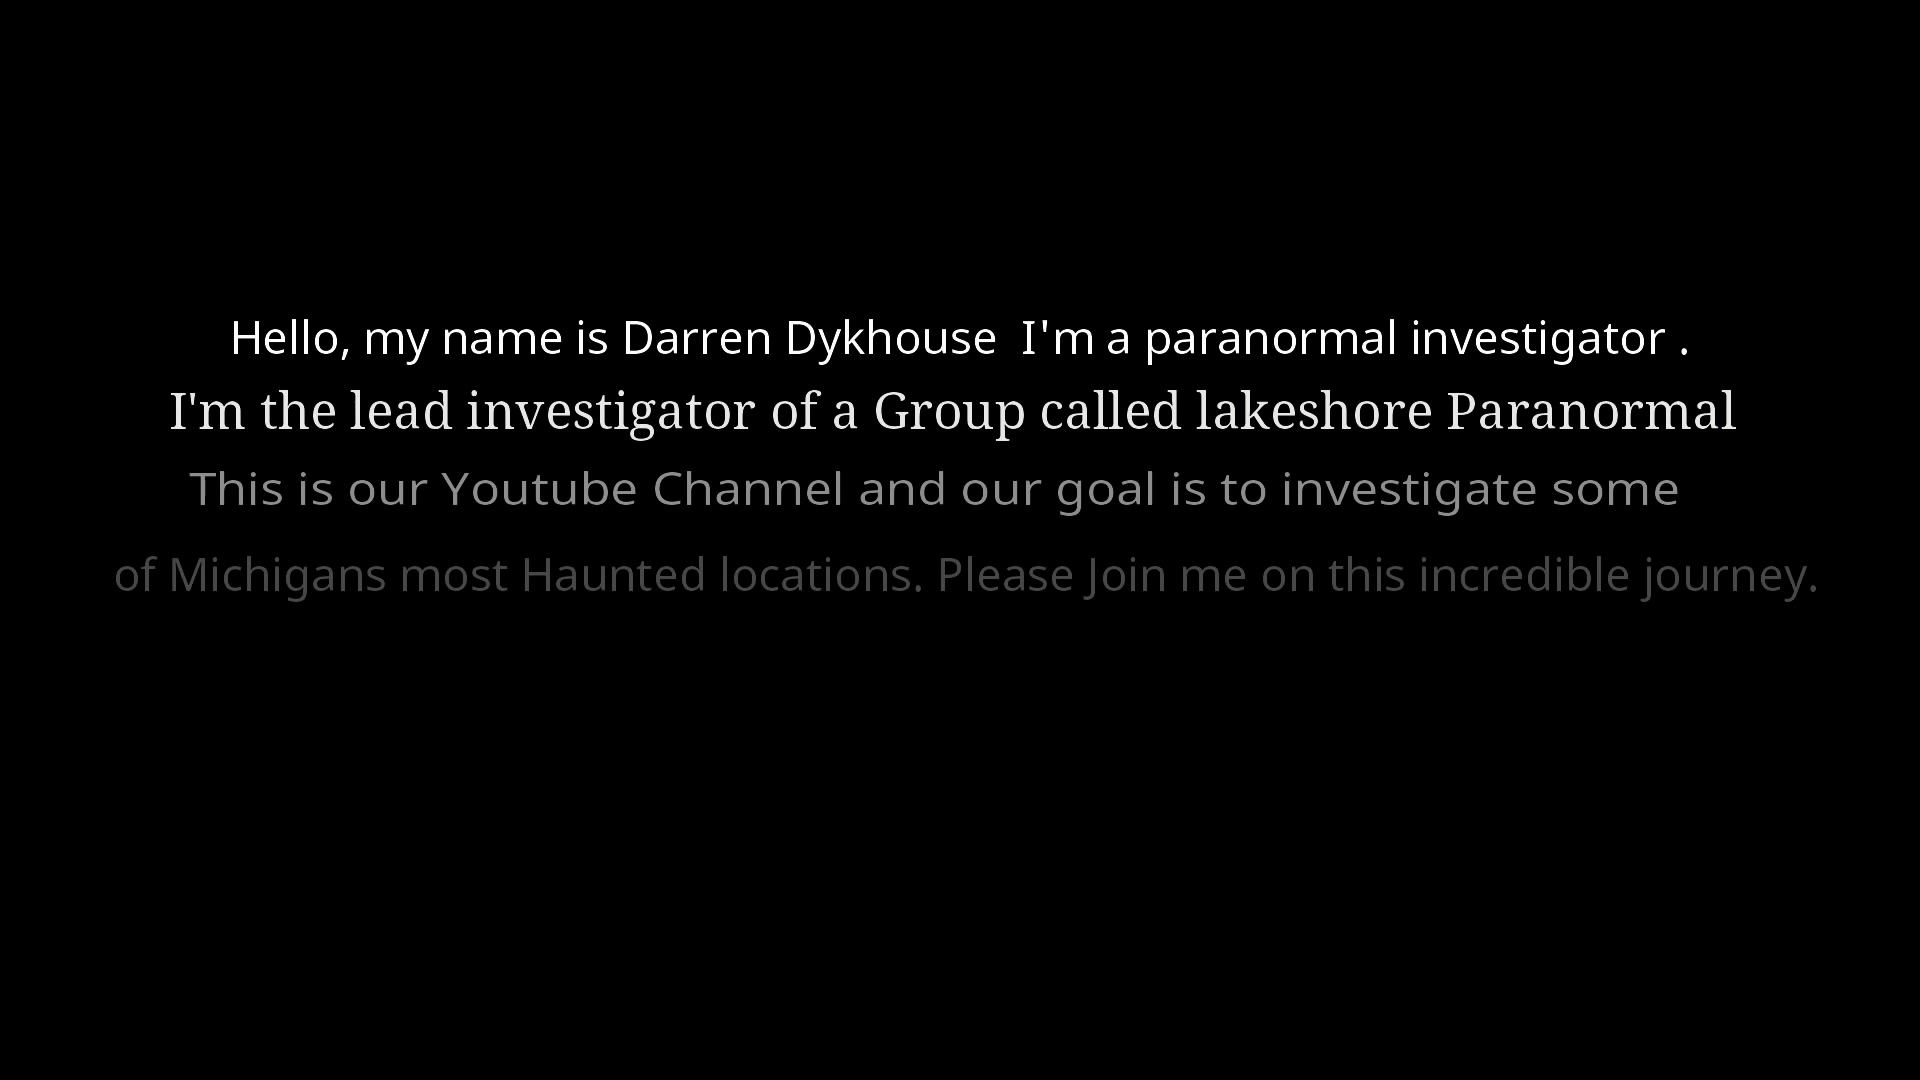 Hello, my name is Darren Dykhouse  I'm a paranormal investigator .
I'm the lead investigator of a Group called lakeshore Paranormal
This is our Youtube Channel and our goal is to investigate some
of Michigans most Haunted locations. Please Join me on this incredible journey.